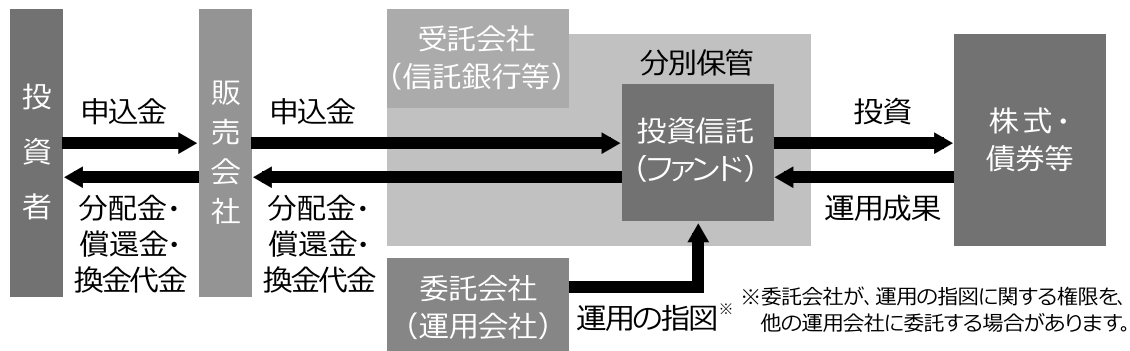 投資者
申込金
分配金・
償還金・
換金代金
販売会社
申込金
分配金・
償還金・
換金代金
受託会社
（信託銀行等）
分別保管
投資信託
（ファンド）
委託会社
（運用会社）
運用の指図※
投資
運用成果
株式・
債券等
※委託会社が、運用の指図に関する権限を、
他の運用会社に委託する場合があります。